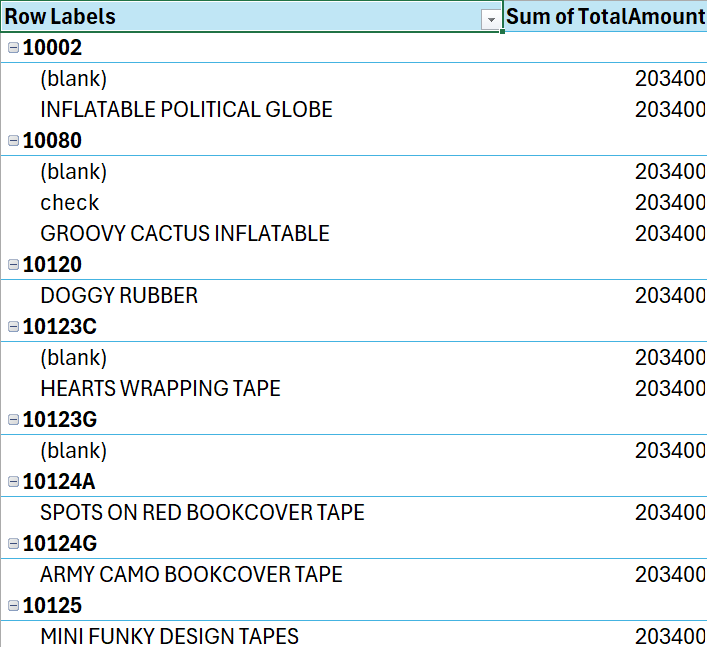 Row Labels Sum of TotalAmount
10002
(blank) 203400
INFLATABLE POLITICAL GLOBE 203400
10080
(blank) 203400
check 203400
GROOVY CACTUS INFLATABLE 203400
10120
DOGGY RUBBER 203400
10123C
(blank) 203400
HEARTS WRAPPING TAPE 203400
10123G
(blank) 203400
10124A
SPOTS ON RED BOOKCOVER TAPE 203400
10124G
ARMY CAMO BOOKCOVER TAPE 203400
10125
MINI FUNKY DESIGN TAPES 203400